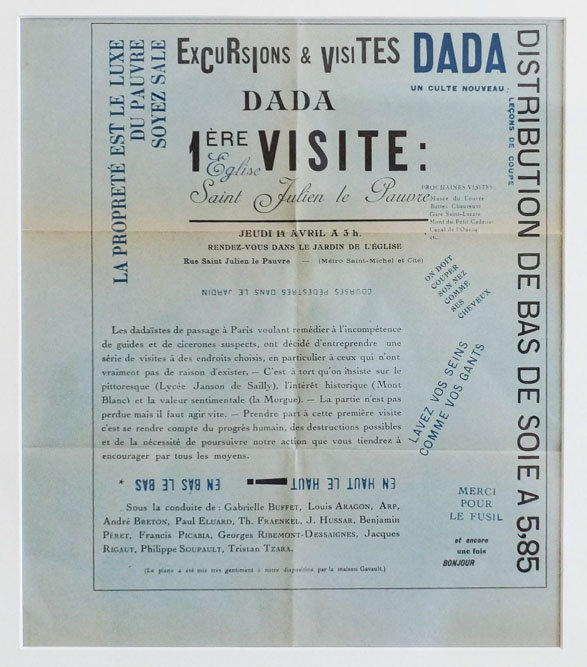 LA PROPRETÉ EST LE LUXE
DU PAUVRE
SOYEZ SALE
EXCURSIONS & VISITES DADA
UN CULTE NOUVEAU:
DADA
1ÈRE VISITE:
Eglise
Saint Julien le Pauvre
JEUDI 14 AVRIL A 3 h.
RENDEZ-VOUS DANS LE JARDIN DE L'ÉGLISE
Rue Saint Julien le Pauvre — (Métro Saint-Michel et Cité)
COURSES PEDESTRES DANS LE JARDIN
LEÇONS DE COUPE
PROCHAINES VISITES:
Musée du Louvre
Buttes Chaumont
Gare Saint-Lazare
Mont du Petit Cadenas
Canal de l'Ourcq
etc.
ON DOIT
COUPER
SON NEZ
COMME
SES
CHEVEUX
Les dadaïstes de passage à Paris voulant remédier à l'incompétence
de guides et de cicerones suspects, ont décidé d'entreprendre une
série de visites à des endroits choisis, en particulier à ceux qui n'ont
vraiment pas de raison d'exister. — C'est à tort qu'on insiste sur le
pittoresque (Lycée Janson de Sailly), l'intérêt historique (Mont
Blanc) et la valeur sentimentale (la Morgue). — La partie n'est pas
perdue mais il faut agir vite. — Prendre part à cette première visite
c'est se rendre compte du progrès humain, des destructions possibles
et de la nécessité de poursuivre notre action que vous tiendrez à
encourager par tous les moyens.
LAVEZ VOS SEINS
COMME VOS GANTS
EN HAUT LE HAUT
EN BAS LE BAS
Sous la conduite de : Gabrielle BUFFET, Louis ARAGON, ARP,
André BRETON, Paul ELUARD, Th. FRAENKEL, J. HUSSAR, Benjamin
PÉRET, Francis PICABIA, Georges RIBEMONT-DESSAIGNES, Jacques
RIGAUT, Philippe SOUPAULT, Tristan TZARA.
(Le piano a été mis très gentiment à notre disposition par la maison Gavault.)
MERCI
POUR
LE FUSIL
et encore
une fois
BONJOUR
DISTRIBUTION DE BAS DE SOIE A 5,85